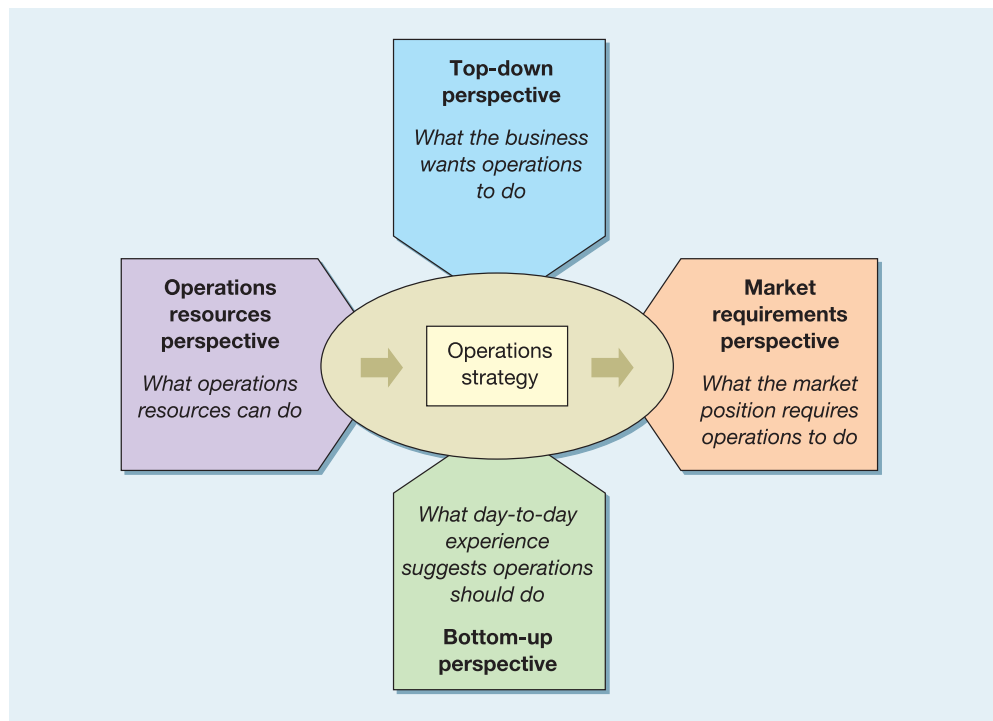 Top-down
perspective
What the business
wants operations
to do
Operations
resources
perspective
What operations
resources can do
Operations
strategy
Market
requirements
perspective
What the market
position requires
operations to do
What day-to-day
experience
suggests operations
should do
Bottom-up
perspective